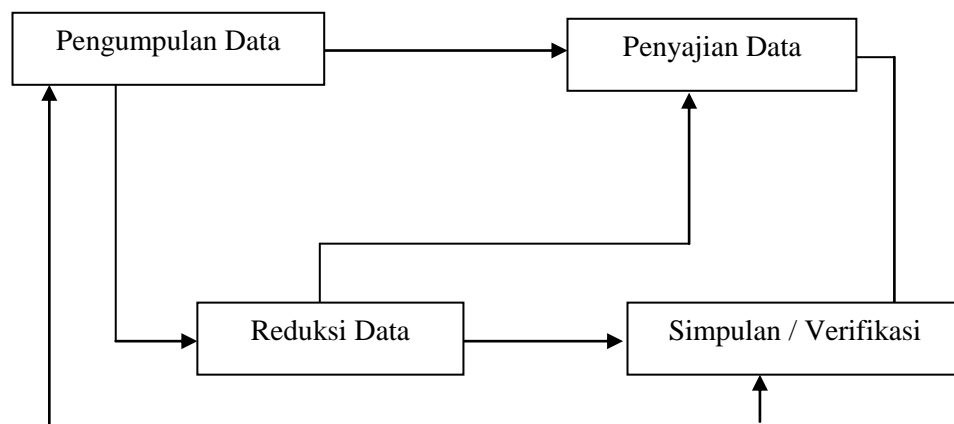 Pengumpulan Data
Penyajian Data
Reduksi Data
Simpulan / Verifikasi